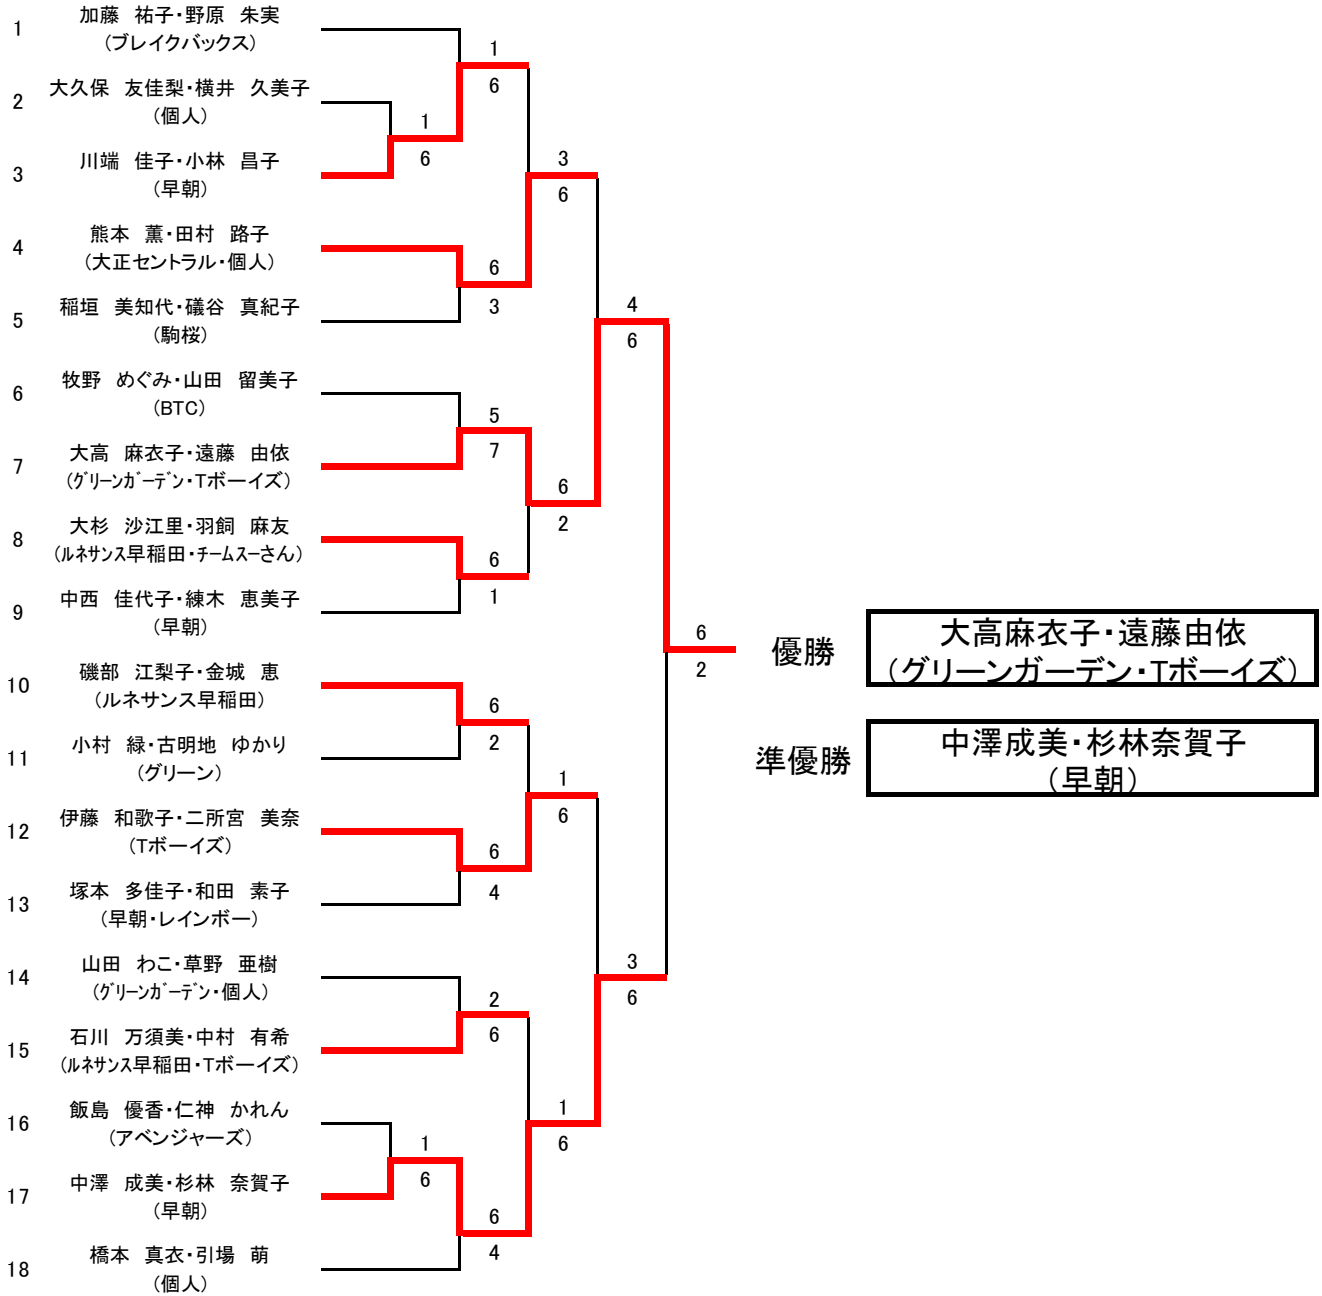 1
加藤　祐子・野原　朱実
（ブレイクバックス）
2
大久保　友佳梨・横井　久美子
（個人）
3
川端　佳子・小林　昌子
（早朝）
4
熊本　薫・田村　路子
（大正セントラル・個人）
5
稲垣　美知代・礒谷　真紀子
（駒桜）
6
牧野　めぐみ・山田　留美子
（BTC）
7
大高　麻衣子・遠藤　由依
（ｸﾞﾘｰﾝｶﾞｰﾃﾞﾝ・Tボーイズ）
8
大杉　沙江里・羽飼　麻友
（ﾙﾈｻﾝｽ早稲田・ﾁｰﾑｽｰさん）
9
中西　佳代子・練木　恵美子
（早朝）
10
磯部　江梨子・金城　恵
（ルネサンス早稲田）
11
小村　緑・古明地　ゆかり
（グリーン）
12
伊藤　和歌子・二所宮　美奈
（Tボーイズ）
13
塚本　多佳子・和田　素子
（早朝・レインボー）
14
山田　わこ・草野　亜樹
（ｸﾞﾘｰﾝｶﾞｰﾃﾞﾝ・個人）
15
石川　万須美・中村　有希
（ﾙﾈｻﾝｽ早稲田・Tボーイズ）
16
飯島　優香・仁神　かれん
（アベンジャーズ）
17
中澤　成美・杉林　奈賀子
（早朝）
18
橋本　真衣・引場　萌
（個人）
1
6
1
6
1
6
6
3
5
7
6
1
6
2
6
4
2
6
6
4
3
6
6
2
1
6
1
6
4
6
3
6
6
2
優勝
大高麻衣子・遠藤由依
（グリーンガーデン・Tボーイズ）
準優勝
中澤成美・杉林奈賀子
（早朝）